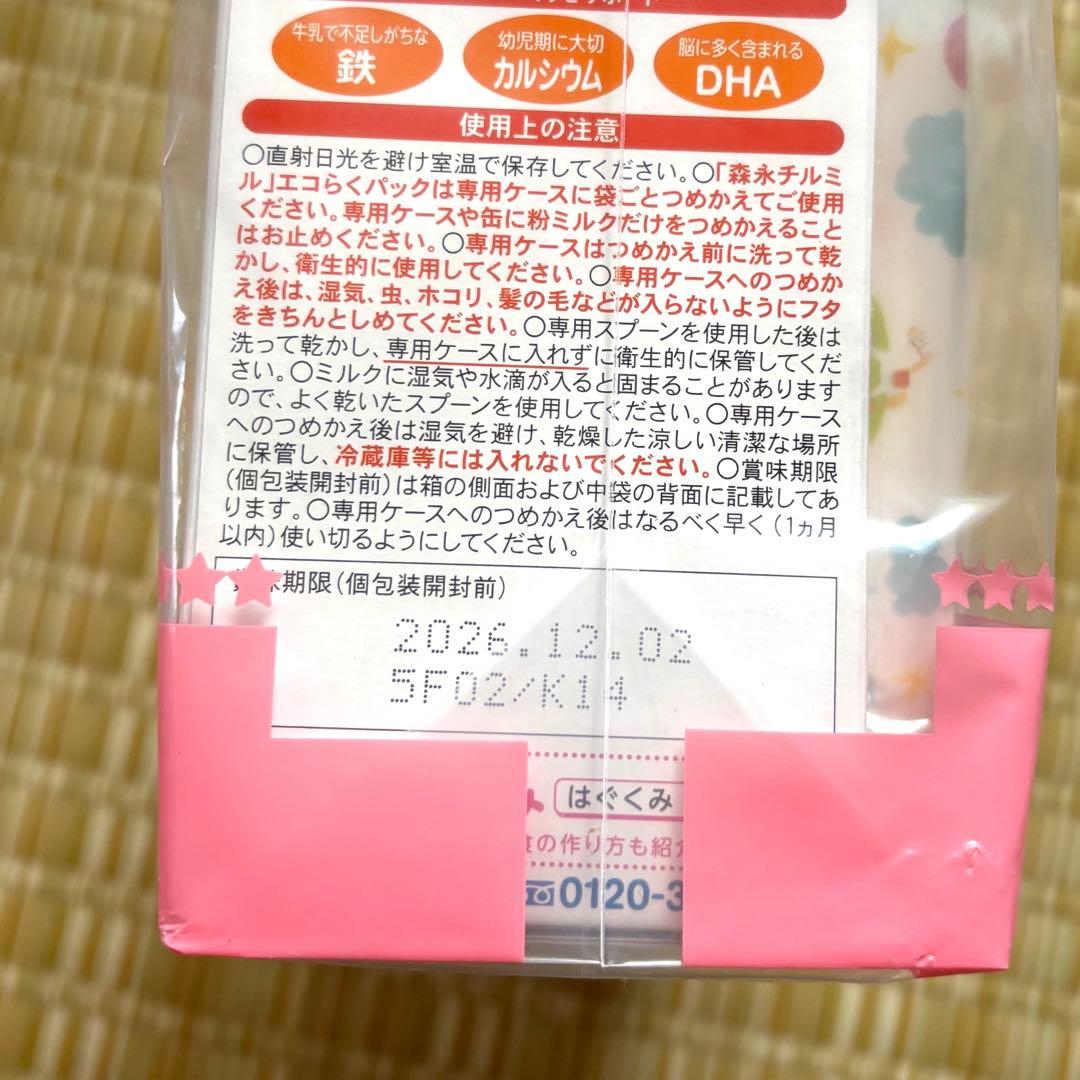 牛乳で不足しがちな
鉄
幼児期に大切
カルシウム
脳に多く含まれる
DHA
使用上の注意
○直射日光を避け室温で保存してください。○「森永チルミ
ル」エコらくパックは専用ケースに袋ごとつめかえてご使用
ください。専用ケースや缶に粉ミルクだけをつめかえること
はお止めください。○専用ケースはつめかえ前に洗って乾
かし、衛生的に使用してください。○専用ケースへのつめか
え後は、湿気、虫、ホコリ、髪の毛などが入らないようにフタ
をきちんとしめてください。○専用スプーンを使用した後は
洗って乾かし、専用ケースに入れずに衛生的に保管してくだ
さい。○ミルクに湿気や水滴が入ると固まることがあります
ので、よく乾いたスプーンを使用してください。○専用ケース
へのつめかえ後は湿気を避け、乾燥した涼しい清潔な場所
に保管し、冷蔵庫等には入れないでください。○賞味期限
(個包装開封前)は箱の側面および中袋の背面に記載してあ
ります。○専用ケースへのつめかえ後はなるべく早く(1ヵ月
以内)使い切るようにしてください。
味期限(個包装開封前)
2026.12.02
5F02/K14
はぐくみ
の作り方も紹介
0120-3